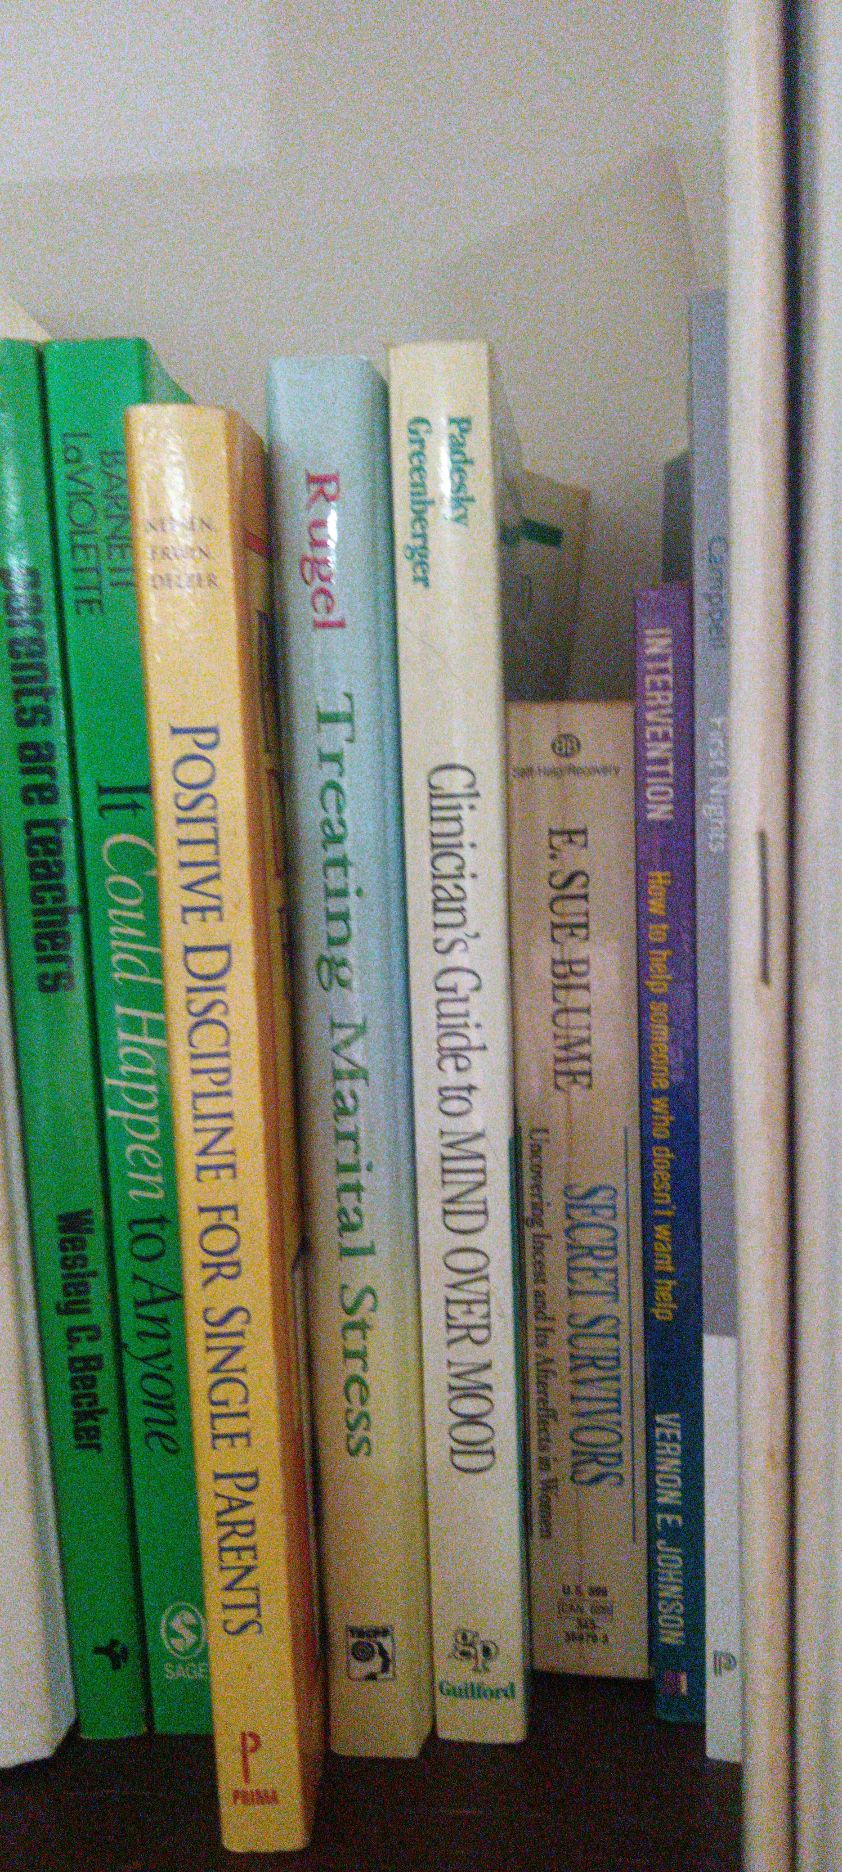 parents are teachers
Wesley C. Becker
BARNETT
LaVIOLETTE
It Could Happen to Anyone
SAGE
NELSEN,
ERWIN,
DELZER
POSITIVE DISCIPLINE FOR SINGLE PARENTS
P
PRIMA
Rugel
Treating Marital Stress
Padesky
Greenberger
Clinician's Guide to MIND OVER MOOD
Guilford
BB
Self-Help/Recovery
E. SUE BLUME
SECRET SURVIVORS
Uncovering Incest and Its Aftereffects in Women
INTERVENTION
How to help someone who doesn't want help
VERNON E. JOHNSON
Campbell
First Nights